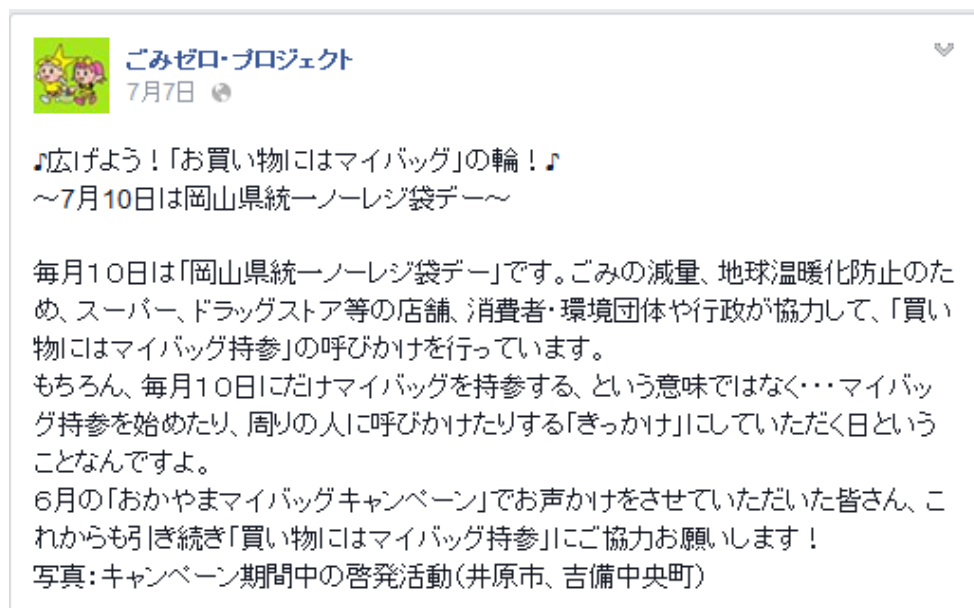 ごみゼロ・プロジェクト
7月7日
♪広げよう！「お買い物にはマイバッグ」の輪！♪
～7月10日は岡山県統一ノーレジ袋デー～
毎月１０日は「岡山県統一ノーレジ袋デー」です。ごみの減量、地球温暖化防止のた
め、スーパー、ドラッグストア等の店舗、消費者・環境団体や行政が協力して、「買い
物にはマイバッグ持参」の呼びかけを行っています。
もちろん、毎月１０日にだけマイバッグを持参する、という意味ではなく・・・マイバッ
グ持参を始めたり、周りの人に呼びかけたりする「きっかけ」にしていただく日という
ことなんですよ。
６月の「おかやまマイバッグキャンペーン」でお声かけをさせていただいた皆さん、こ
れからも引き続き「買い物にはマイバッグ持参」にご協力お願いします！
写真：キャンペーン期間中の啓発活動（井原市、吉備中央町）